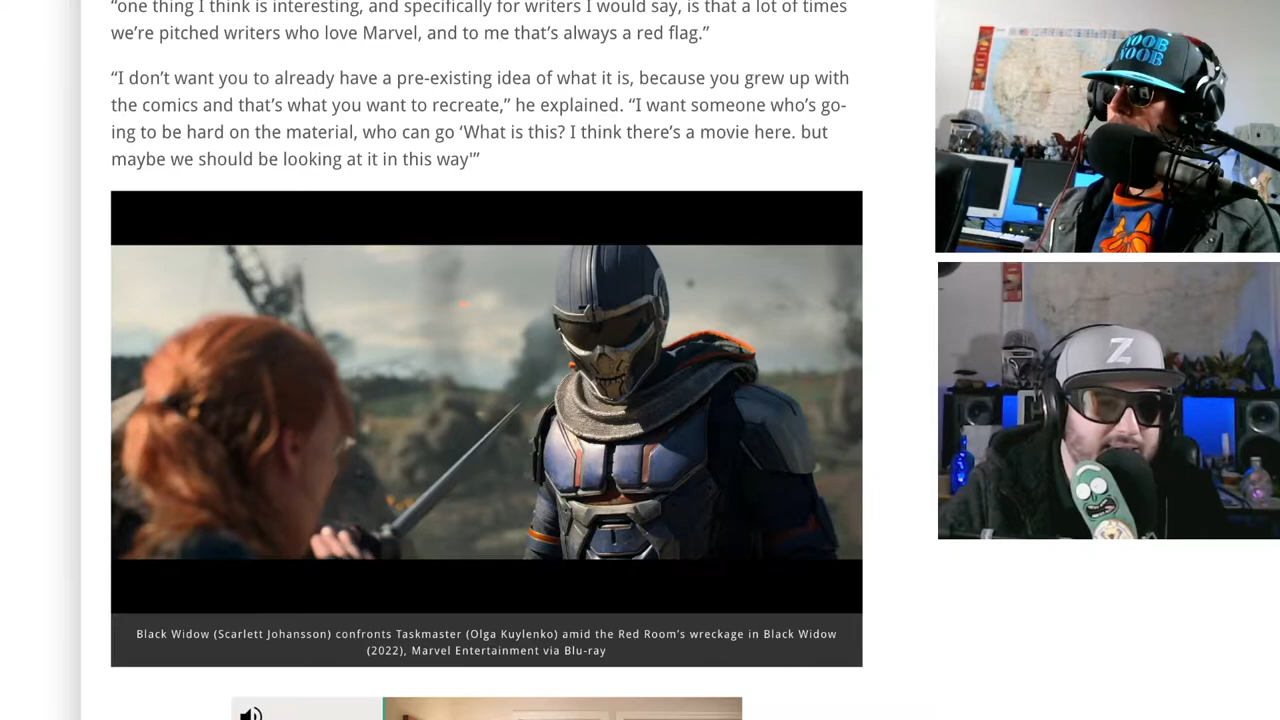 “one thing I think is interesting, and specifically for writers I would say, is that a lot of times
we’re pitched writers who love Marvel, and to me that’s always a red flag.”
“I don’t want you to already have a pre-existing idea of what it is, because you grew up with
the comics and that’s what you want to recreate,” he explained. “I want someone who’s go-
ing to be hard on the material, who can go ‘What is this? I think there’s a movie here. but
maybe we should be looking at it in this way'”
NOOB
NOOB
Z
Black Widow (Scarlett Johansson) confronts Taskmaster (Olga Kuylenko) amid the Red Room’s wreckage in Black Widow
(2022), Marvel Entertainment via Blu-ray